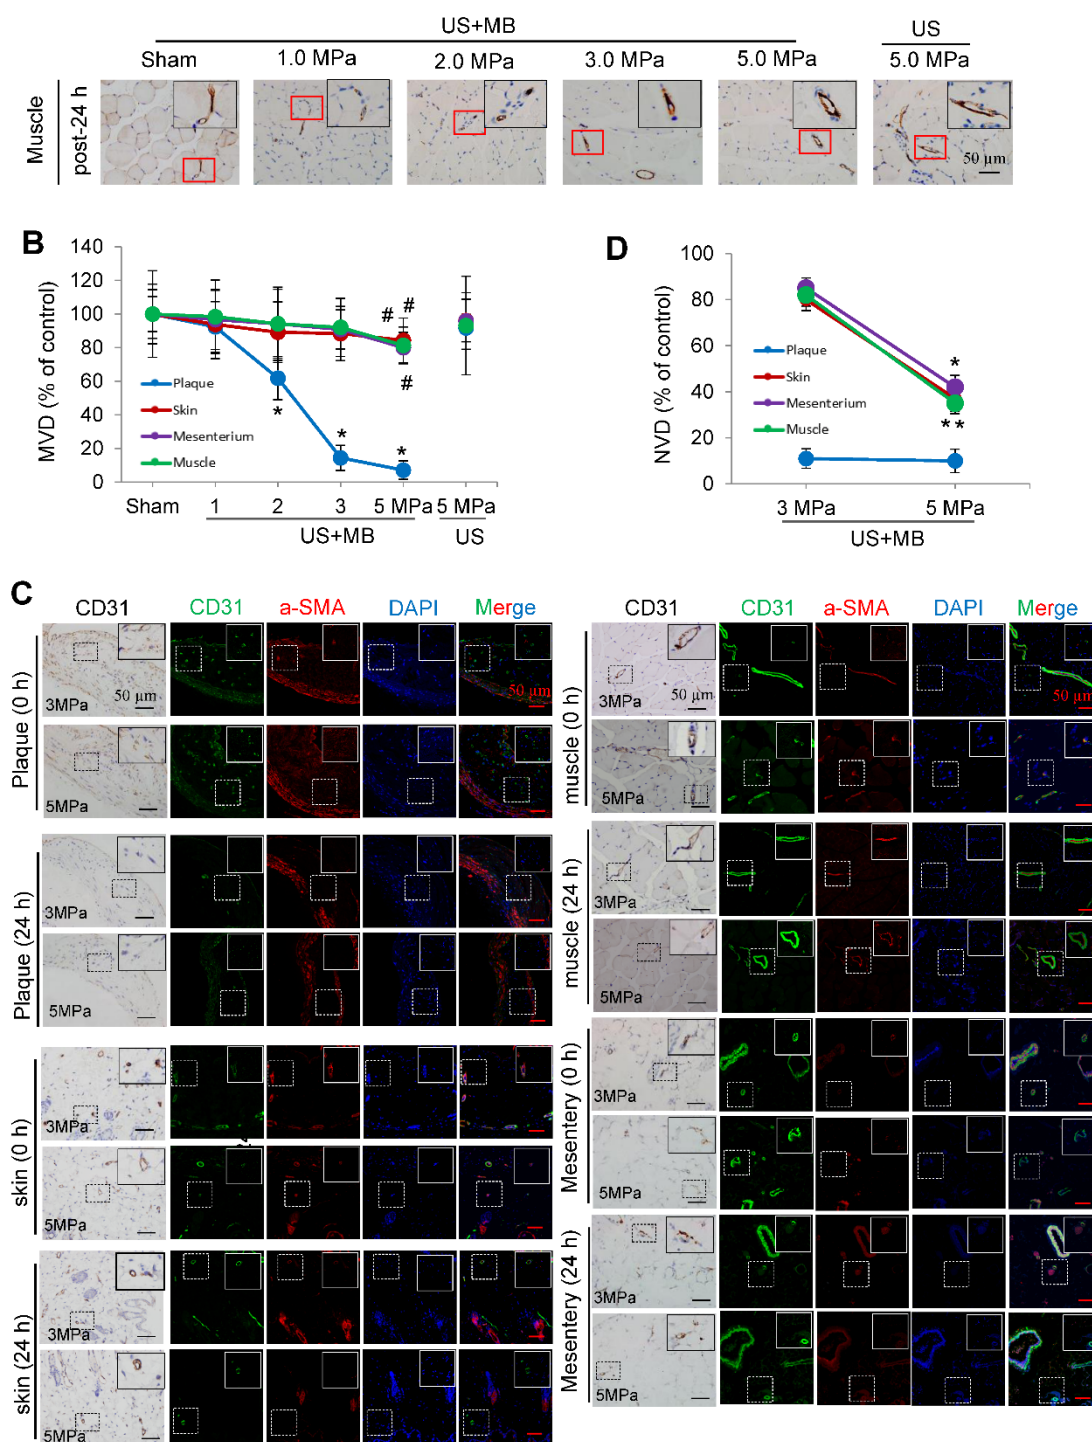 US+MB
US
Sham
1.0 MPa
2.0 MPa
3.0 MPa
5.0 MPa
5.0 MPa
Muscle
post-24 h
50 µm
B
MVD (% of control)
140
120
100
80
60
40
20
0
#
#
#
*
*
*
Plaque
Skin
Mesenterium
Muscle
Sham
1
2
3
5 MPa
5 MPa
US+MB
US
D
NVD (% of control)
100
80
60
40
20
0
*
**
Plaque
Skin
Mesenterium
Muscle
3 MPa
5 MPa
US+MB
C
CD31 CD31 a-SMA DAPI Merge
Plaque (0 h)
3MPa
50 µm
50 µm
5MPa
Plaque (24 h)
3MPa
5MPa
skin (0 h)
3MPa
5MPa
skin (24 h)
3MPa
5MPa
CD31 CD31 a-SMA DAPI Merge
muscle (0 h)
3MPa
50 µm
50 µm
5MPa
muscle (24 h)
3MPa
5MPa
Mesentery (0 h)
3MPa
5MPa
Mesentery (24 h)
3MPa
5MPa